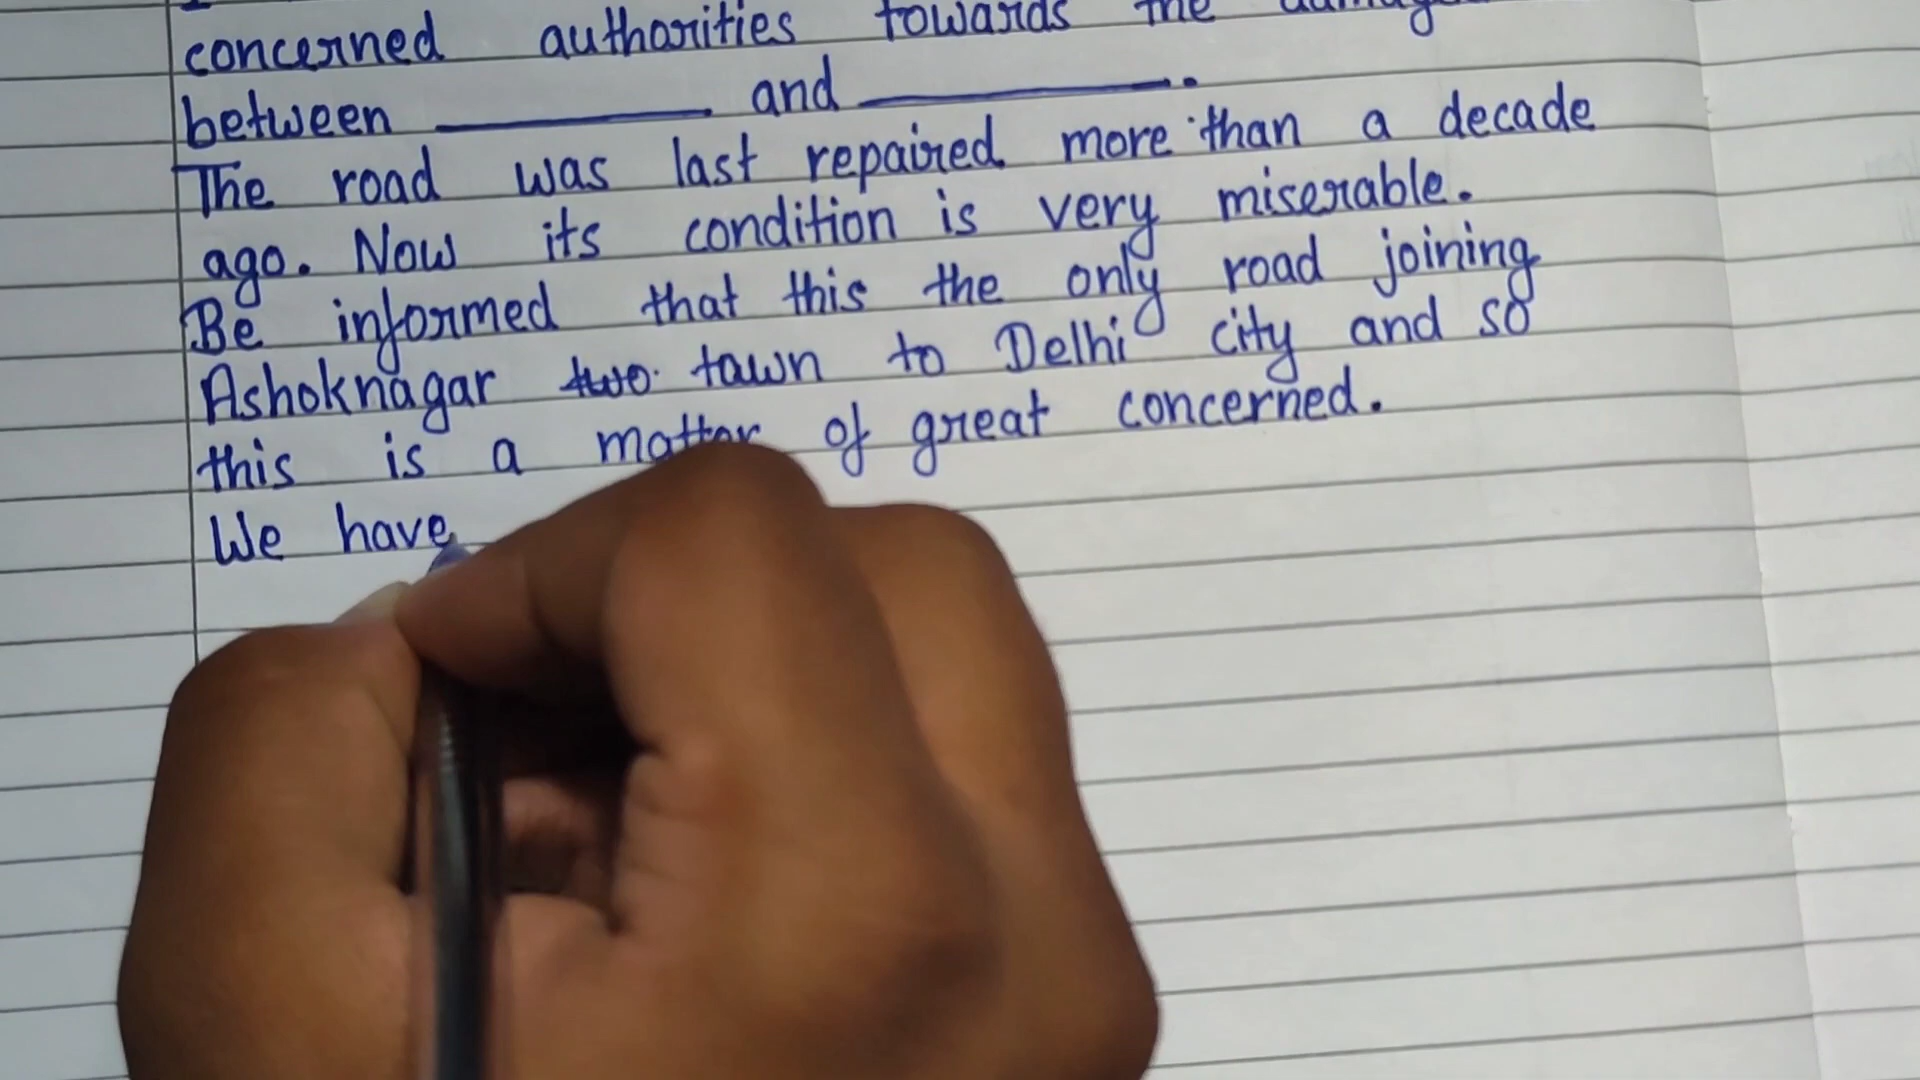 concerned authorities towards the
between ________ and ________.
The road was last repaired more than a decade
ago. Now its condition is very miserable.
Be informed that this the only road joining
Ashoknagar two town to Delhi city and so
this is a matter of great concerned.
We have